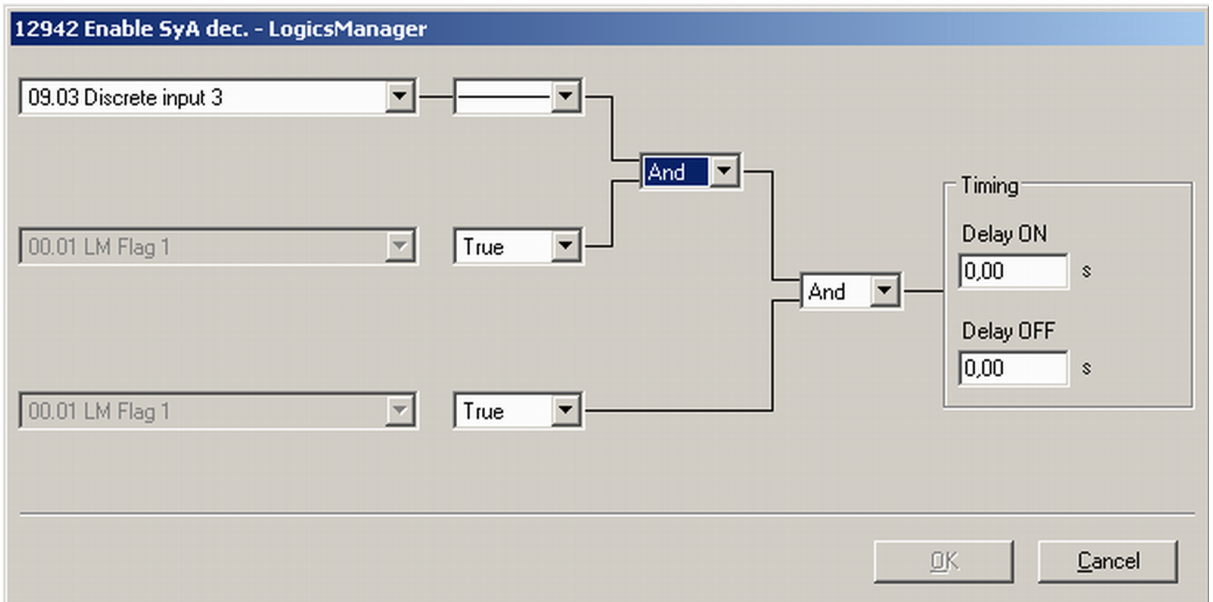 12942 Enable SyA dec. - LogicsManager
09.03 Discrete input 3
And
Timing
00.01 LM Flag 1 True
Delay ON
0,00 s
And
Delay OFF
0,00 s
00.01 LM Flag 1 True
OK Cancel